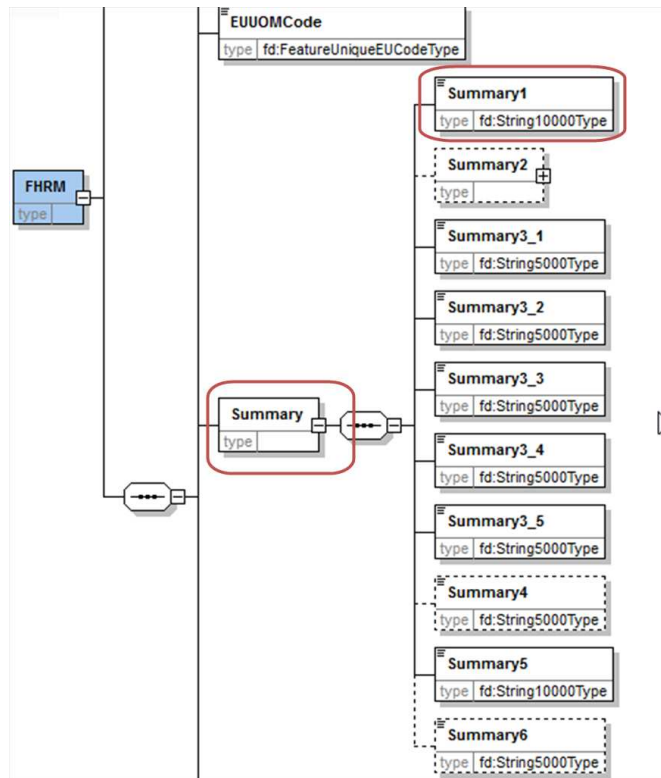 EUUOMCode
type fd:FeatureUniqueEUCodeType
Summary1
type fd:String10000Type
Summary2
type
FHRM
type
Summary3_1
type fd:String5000Type
Summary3_2
type fd:String5000Type
Summary3_3
type fd:String5000Type
Summary
type
Summary3_4
type fd:String5000Type
Summary3_5
type fd:String5000Type
Summary4
type fd:String5000Type
Summary5
type fd:String10000Type
Summary6
type fd:String5000Type